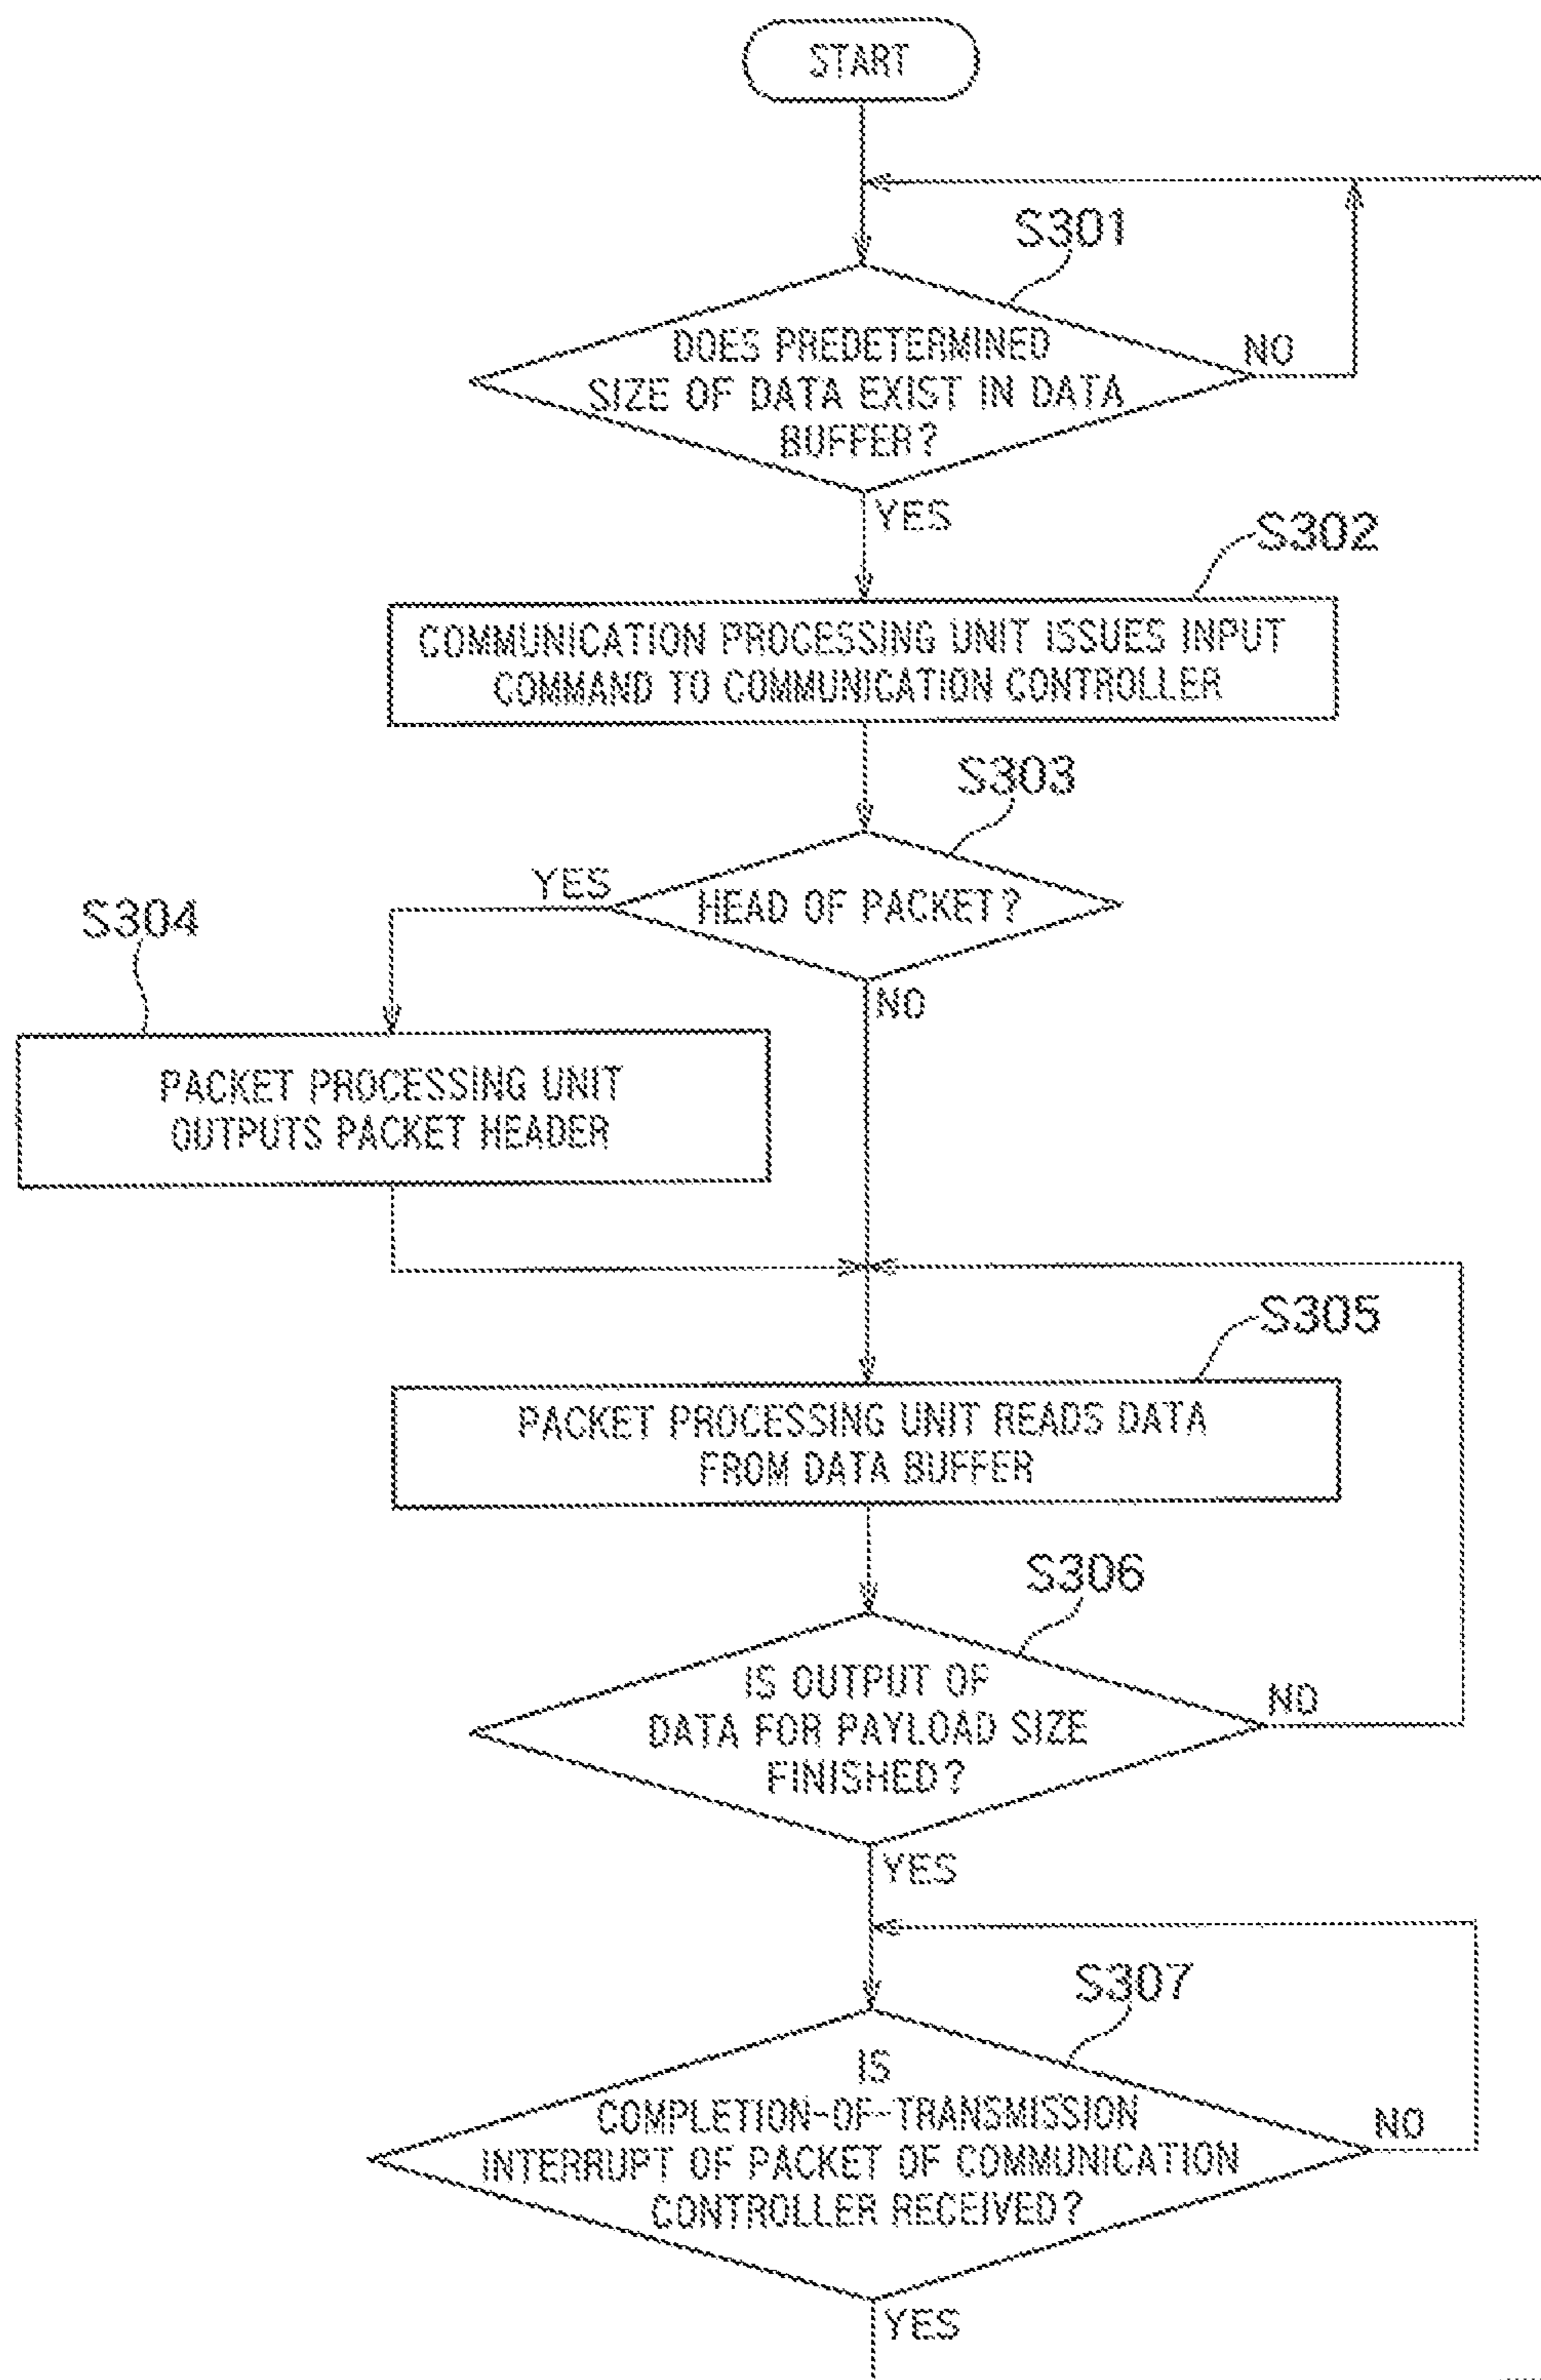 START
S301
DOES PREDETERMINED
SIZE OF DATA EXIST IN DATA
BUFFER?
NO
YES
S302
COMMUNICATION PROCESSING UNIT ISSUES INPUT
COMMAND TO COMMUNICATION CONTROLLER
S303
YES
HEAD OF PACKET?
S304
NO
PACKET PROCESSING UNIT
OUTPUTS PACKET HEADER
S305
PACKET PROCESSING UNIT READS DATA
FROM DATA BUFFER
S306
IS OUTPUT OF
DATA FOR PAYLOAD SIZE
FINISHED?
NO
YES
S307
IS
COMPLETION-OF-TRANSMISSION
INTERRUPT OF PACKET OF COMMUNICATION
CONTROLLER RECEIVED?
NO
YES